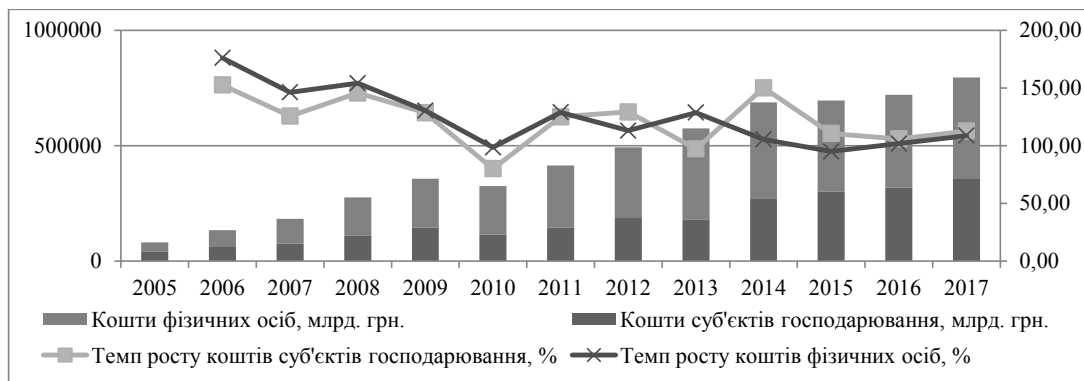 1000000 200,00
150,00
500000 100,00
50,00
0 0,00
2005 2006 2007 2008 2009 2010 2011 2012 2013 2014 2015 2016 2017
Кошти фізичних осіб, млрд. грн. Кошти суб'єктів господарювання, млрд. грн.
Темп росту коштів суб'єктів господарювання, % Темп росту коштів фізичних осіб, %